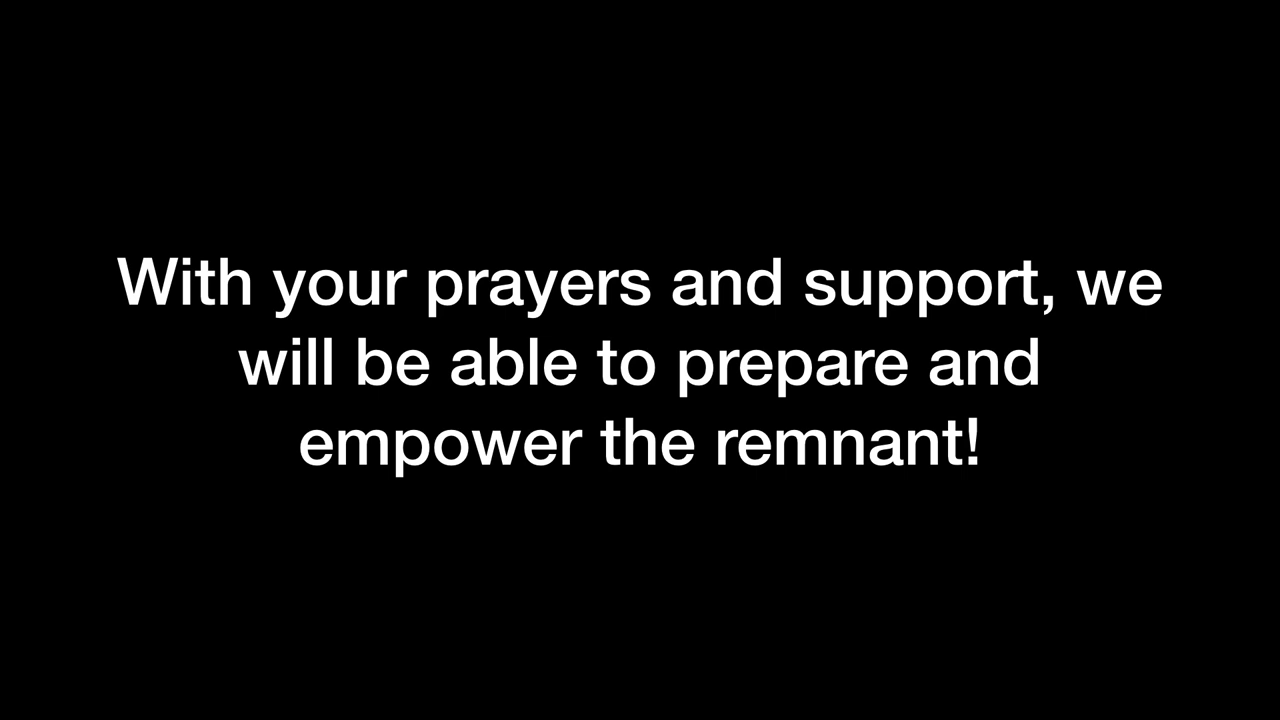 With your prayers and support, we
will be able to prepare and
empower the remnant!